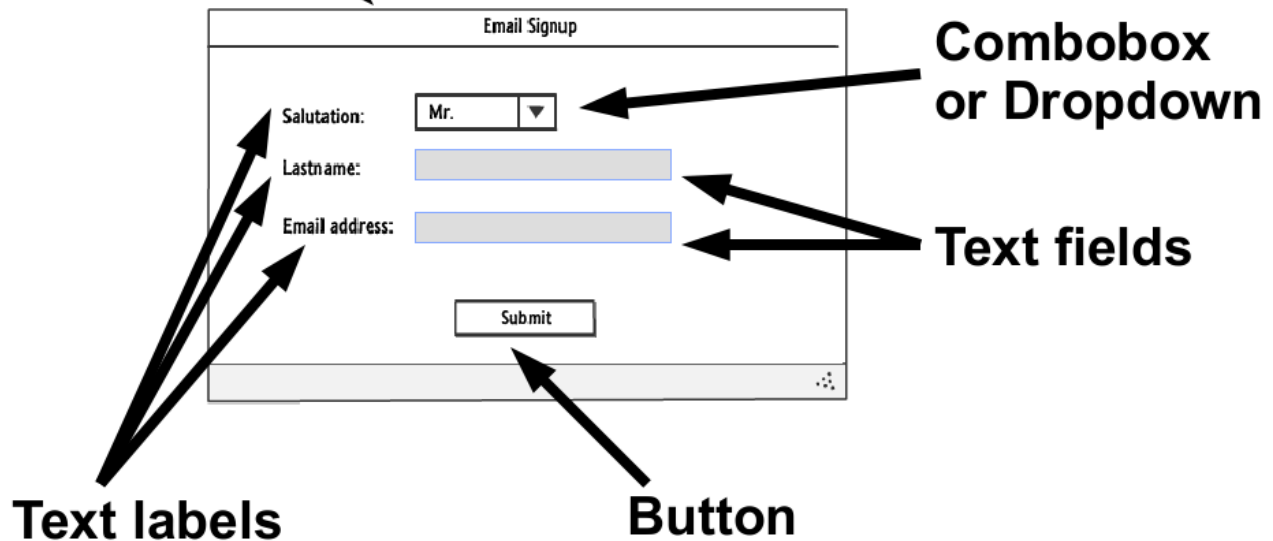 Email Signup
Combobox
or Dropdown
Salutation:
Mr.
Lastname:
Email address:
Text fields
Submit
Text labels
Button